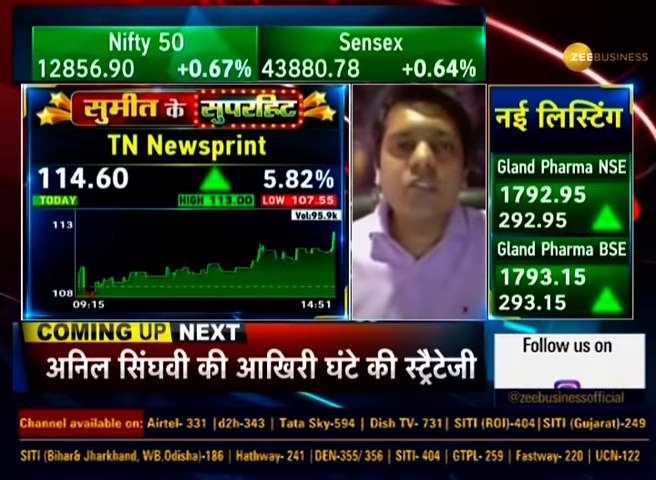 Nifty 50
12856.90 +0.67%
Sensex
43880.78 +0.64%
ZEEBUSINESS
सुमीत के सुपरहिट
TN Newsprint
114.60 5.82%
TODAY HIGH 113.00 LOW 107.55
Vol:95.9k
113
108
09:15 14:51
नई लिस्टिंग
Gland Pharma NSE
1792.95
292.95
Gland Pharma BSE
1793.15
293.15
COMING UP NEXT
अनिल सिंघवी की आखिरी घंटे की स्ट्रैटेजी
Follow us on
@zeebusinessofficial
Channel available on: Airtel- 331 | d2h-343 | Tata Sky-594 | Dish TV- 731 | SITI (ROI)-404 | SITI (Gujarat)-249
SITI (Bihar& Jharkhand, WB,Odisha)-186 | Hathway- 241 | DEN-355/ 356 | SITI- 404 | GTPL- 259 | Fastway- 220 | UCN-122